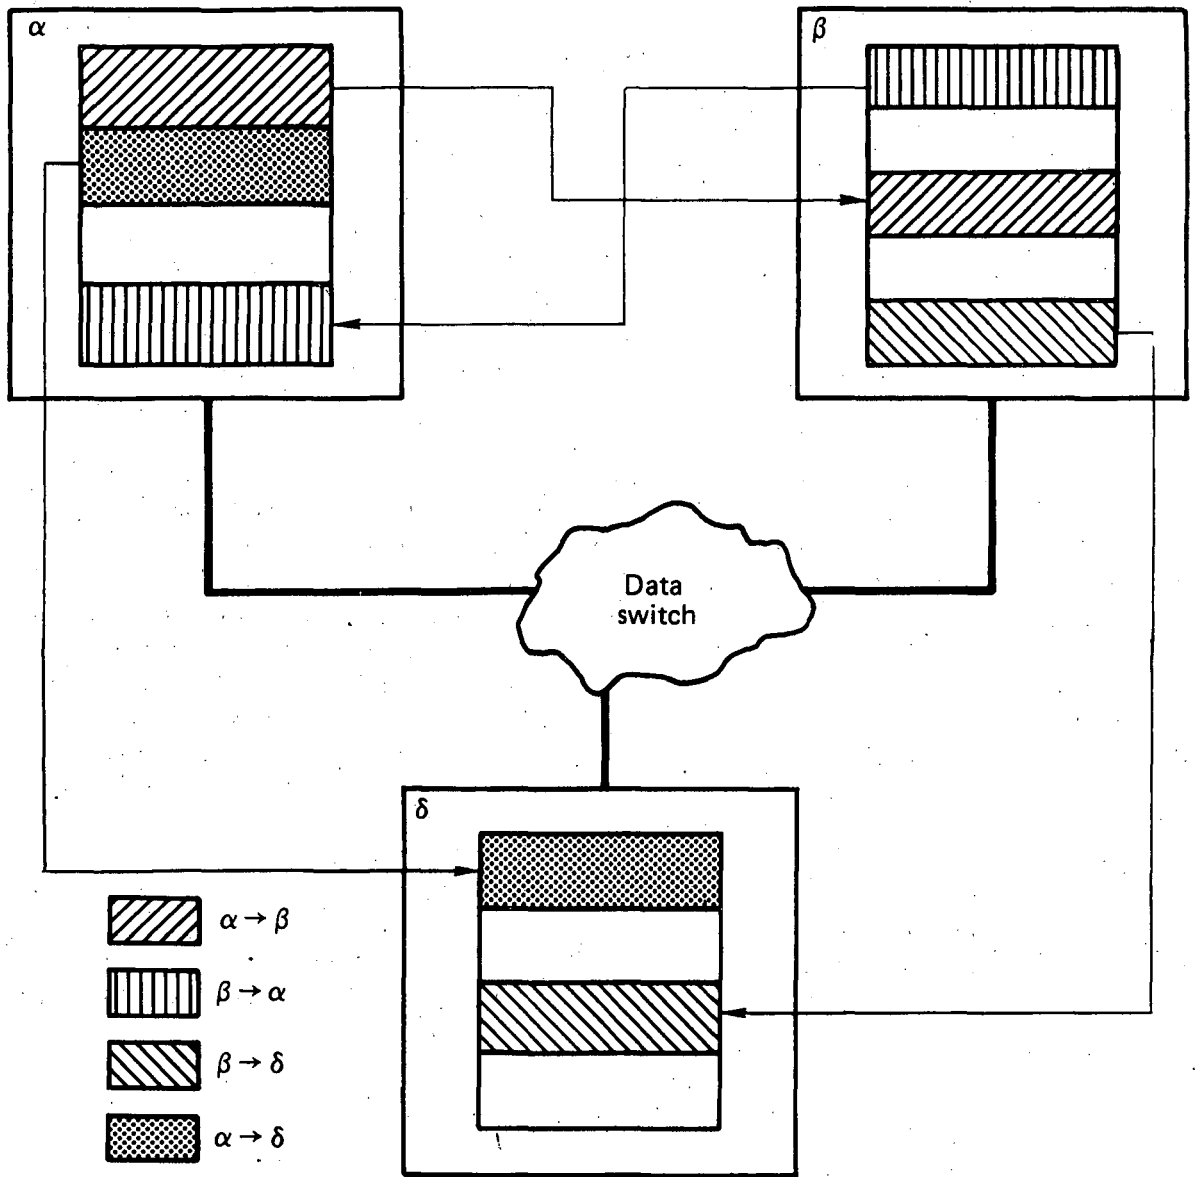 α
β
Data
switch
δ
α → β
β → α
β → δ
α → δ